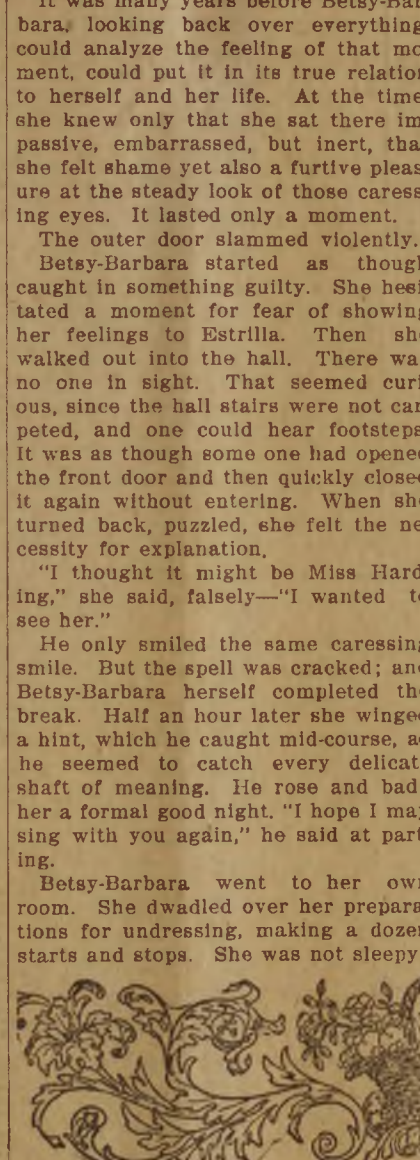 It was many years before Betsy-Bar
bara, looking back over everything
could analyze the feeling of that mo
ment, could put it in its true relation
to herself and her life. At the time
she knew only that she sat there im
passive, embarrassed, but inert, tha
she felt shame yet also a furtive pleas
ure at the steady look of those caress
ing eyes. It lasted only a moment.
The outer door slammed violently.
Betsy-Barbara started as though
caught in something guilty. She hesi
tated a moment for fear of showing
her feelings to Estrilla. Then sh
walked out into the hall. There wa
no one in sight. That seemed curi
ous, since the hall stairs were not car
peted, and one could hear footsteps
It was as though some one had opened
the front door and then quickly closed
it again without entering. When sh
turned back, puzzled, she felt the ne
cessity for explanation.
"I thought it might be Miss Hard
ing," she said, falsely—"I wanted t
see her."
He only smiled the same caressing
smile. But the spell was cracked; and
Betsy-Barbara herself completed th
break. Half an hour later she winged
a hint, which he caught mid-course, a
he seemed to catch every delicat
shaft of meaning. He rose and bad
her a formal good night. "I hope I may
sing with you again," he said at part
ing.
Betsy-Barbara went to her own
room. She dwadled over her prepara
tions for undressing, making a dozen
starts and stops. She was not sleepy